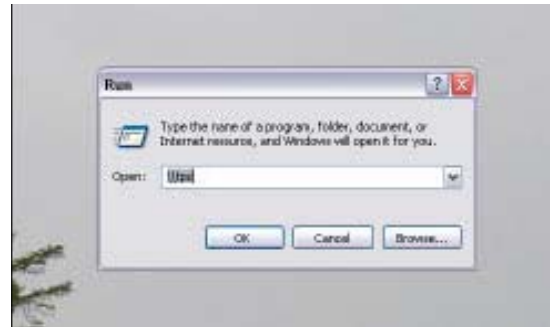 Run
Type the name of a program, folder, document, or
Internet resource, and Windows will open it for you.
Open:
OK
Cancel
Browse...